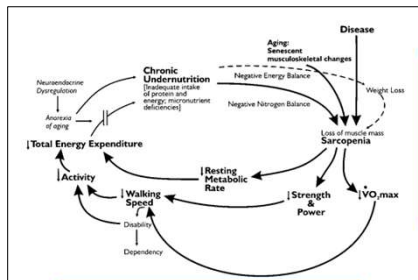 Disease
Aging:
Senescent
musculoskeletal changes
Neuroendocrine
Dysregulation
Anorexia
of aging
Chronic
Undernutrition
[Inadequate intake
of protein and
energy; micronutrient
deficiencies]
Negative Energy Balance
Negative Nitrogen Balance
Weight Loss
Loss of muscle mass
Sarcopenia
↓Total Energy Expenditure
↓Resting
Metabolic
Rate
↓Activity
↓Walking
Speed
↓Strength
&
Power
↓V̇O₂max
Disability
Dependency